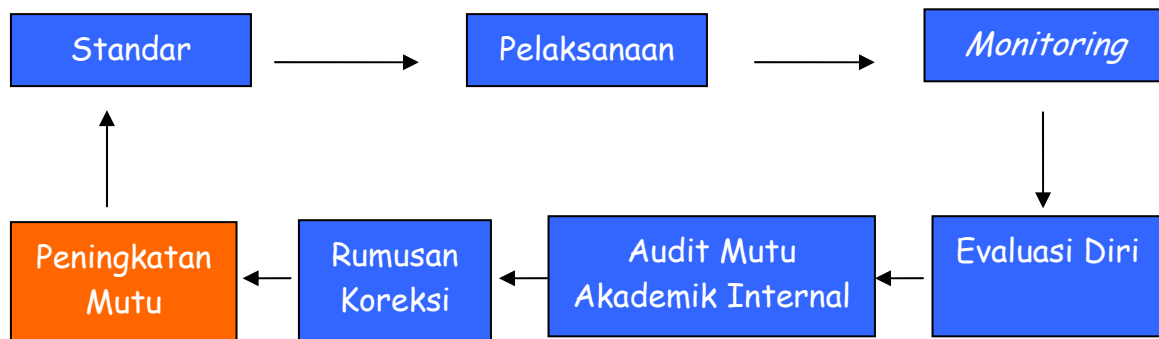 Standar
Pelaksanaan
Monitoring
Peningkatan
Mutu
Rumusan
Koreksi
Audit Mutu
Akademik Internal
Evaluasi Diri